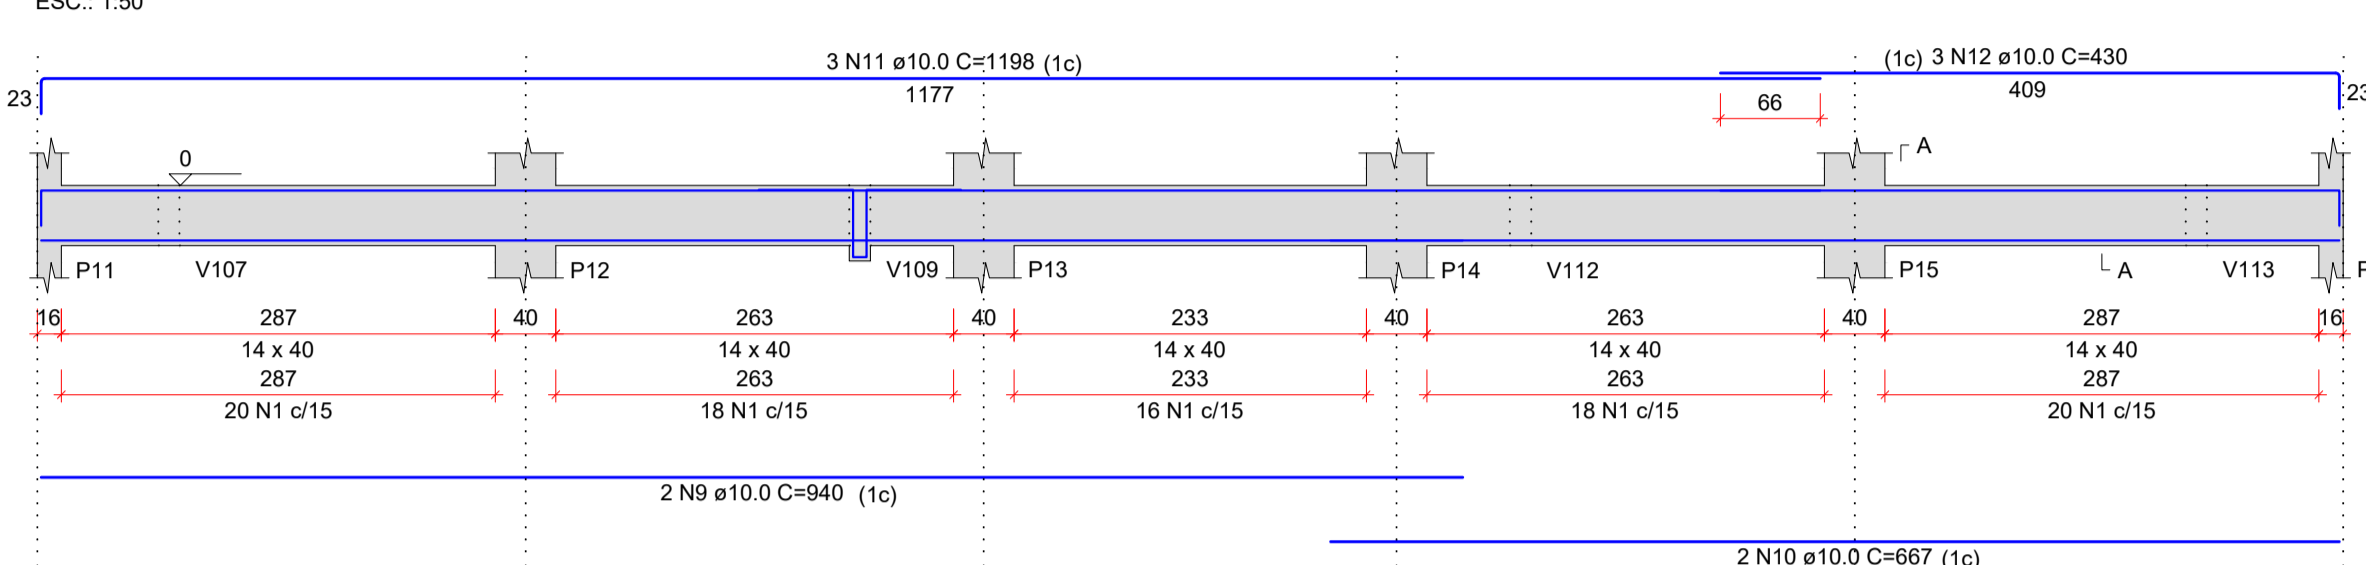 ESC.: 1:50
3 N11 ø10.0 C=1198 (1c)
(1c) 3 N12 ø10.0 C=430
23
1177
409
23
66
0
A
P11 V107 P12 V109 P13 P14 V112 P15 A V113 P
16 287 40 263 40 233 40 263 40 287 16
14 x 40 14 x 40 14 x 40 14 x 40 14 x 40
287 263 233 263 287
20 N1 c/15 18 N1 c/15 16 N1 c/15 18 N1 c/15 20 N1 c/15
2 N9 ø10.0 C=940 (1c)
2 N10 ø10.0 C=667 (1c)